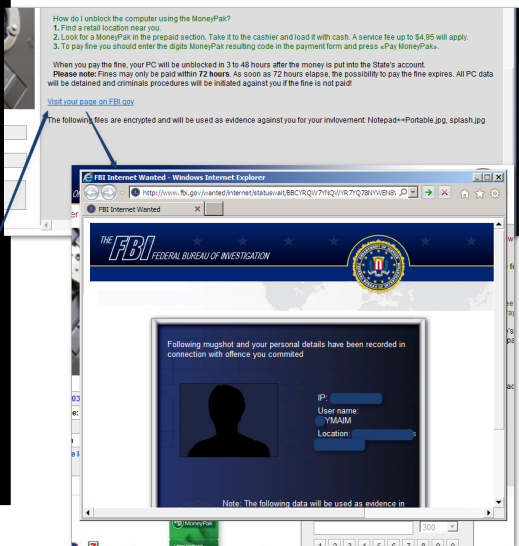 How do I unblock the computer using the MoneyPak?
1. Find a retail location near you.
2. Look for a MoneyPak in the prepaid section. Take it to the cashier and load it with cash. A service fee up to $4,95 will apply.
3. To pay fine you should enter the digits MoneyPak resulting code in the payment form and press «Pay MoneyPak».
When you pay the fine, your PC will be unblocked in 3 to 48 hours after the money is put into the State's account.
Please note: Fines may only be paid within 72 hours. As soon as 72 hours elapse, the possibility to pay the fine expires. All PC data
will be detained and criminals procedures will be initiated against you if the fine is not paid!
Visit your page on FBI.gov
The following files are encrypted and will be used as evidence against you for your invlovement: Notepad++Portable.jpg, splash.jpg
FBI Internet Wanted - Windows Internet Explorer
FBI Internet Wanted
THE FBI FEDERAL BUREAU OF INVESTIGATION
Following mugshot and your personal details have been recorded in
connection with offence you commited
IP:
User name:
YMAIM
Location:
s
Note: The following data will be used as evidence in
MoneyPak
300
1 2 3 4 5 6 7 8 9 0